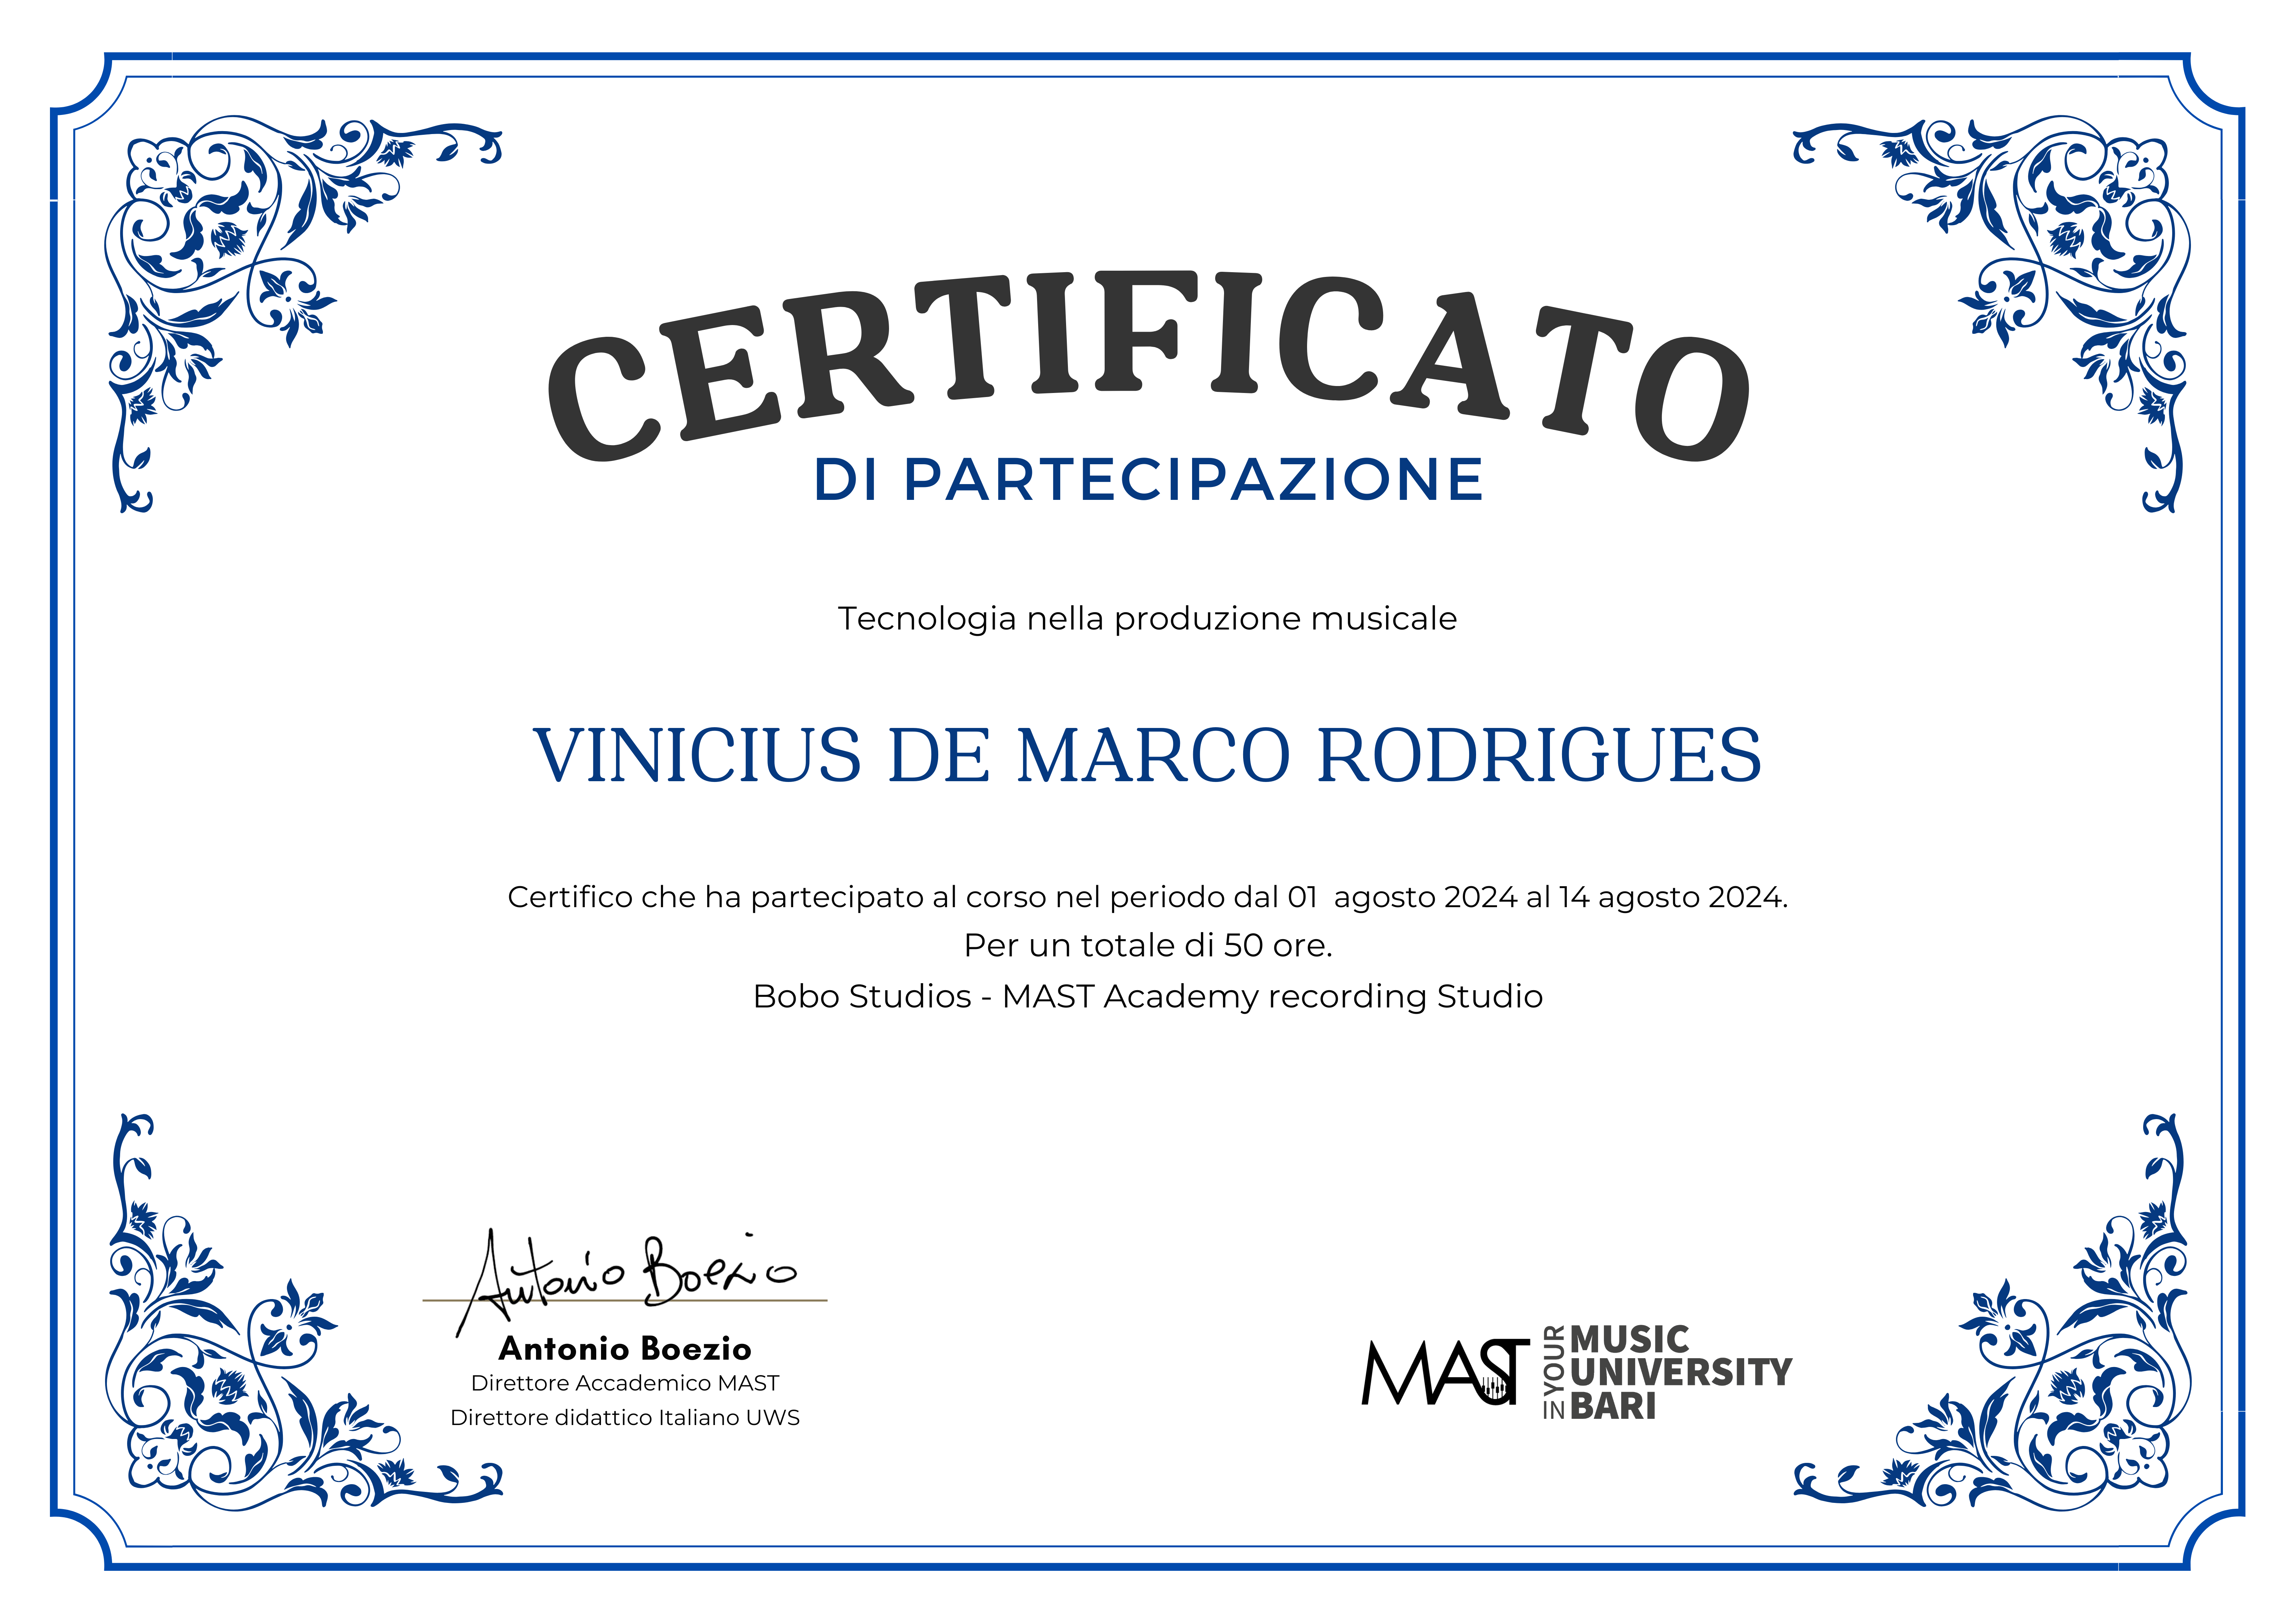 CERTIFICATO
DI PARTECIPAZIONE
Tecnologia nella produzione musicale
VINICIUS DE MARCO RODRIGUES
Certifico che ha partecipato al corso nel periodo dal 01  agosto 2024 al 14 agosto 2024.
Per un totale di 50 ore.
Bobo Studios - MAST Academy recording Studio
Antonio Boezio
Antonio Boezio
Direttore Accademico MAST
Direttore didattico Italiano UWS
MAST
IN YOUR
MUSIC
UNIVERSITY
BARI